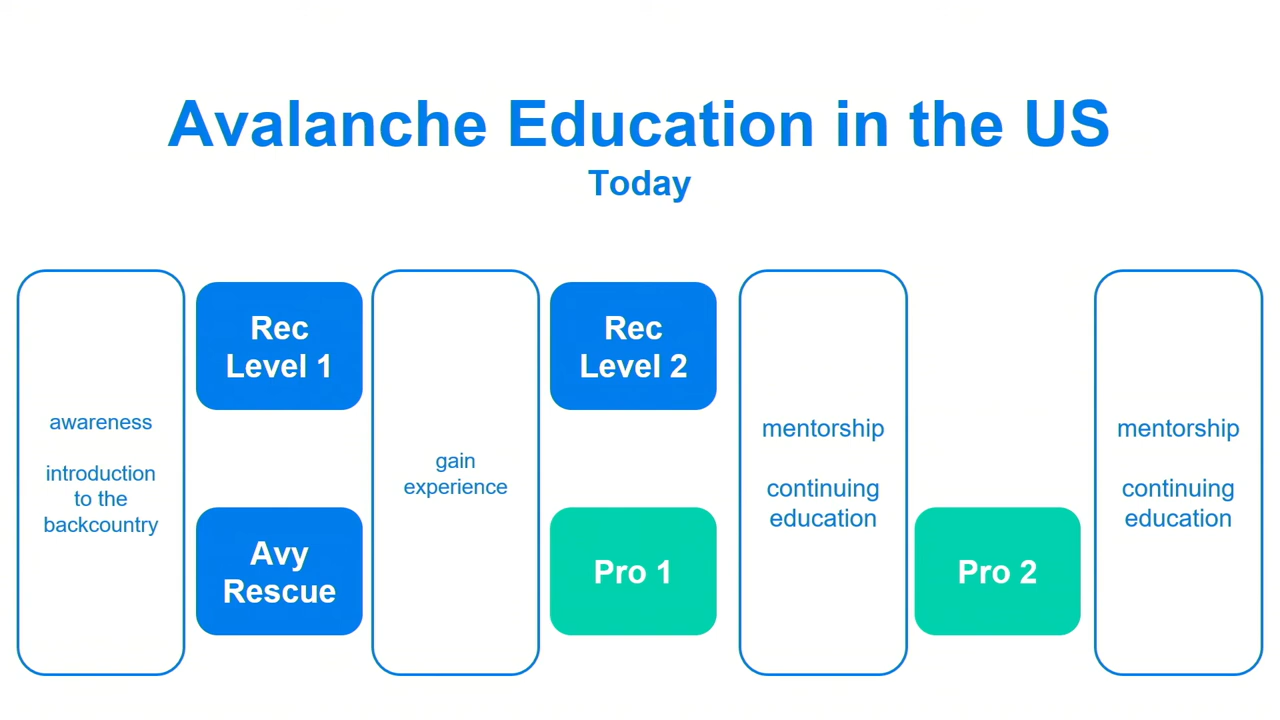 Avalanche Education in the US
Today
awareness
introduction
to the
backcountry
Rec
Level 1
Avy
Rescue
gain
experience
Rec
Level 2
Pro 1
mentorship
continuing
education
Pro 2
mentorship
continuing
education